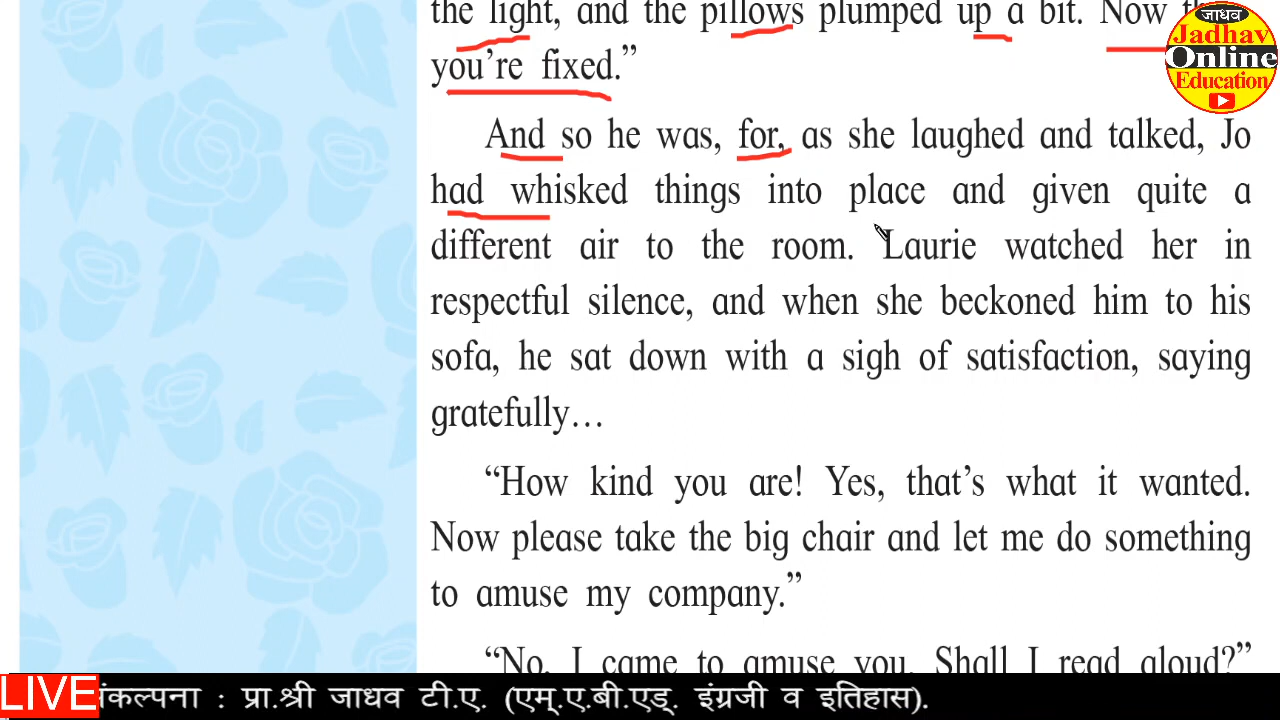 the light, and the pillows plumped up a bit. Now
you’re fixed.”
And so he was, for, as she laughed and talked, Jo
had whisked things into place and given quite a
different air to the room. Laurie watched her in
respectful silence, and when she beckoned him to his
sofa, he sat down with a sigh of satisfaction, saying
gratefully...
“How kind you are! Yes, that’s what it wanted.
Now please take the big chair and let me do something
to amuse my company.”
“No, I came to amuse you. Shall I read aloud?”
जाधव
Jadhav
Online
Education
LIVE
संकल्पना : प्रा.श्री जाधव टी.ए. (एम्.ए.बी.एड्. इंग्रजी व इतिहास).